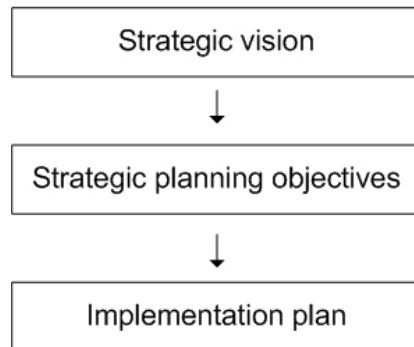 Strategic vision
Strategic planning objectives
Implementation plan